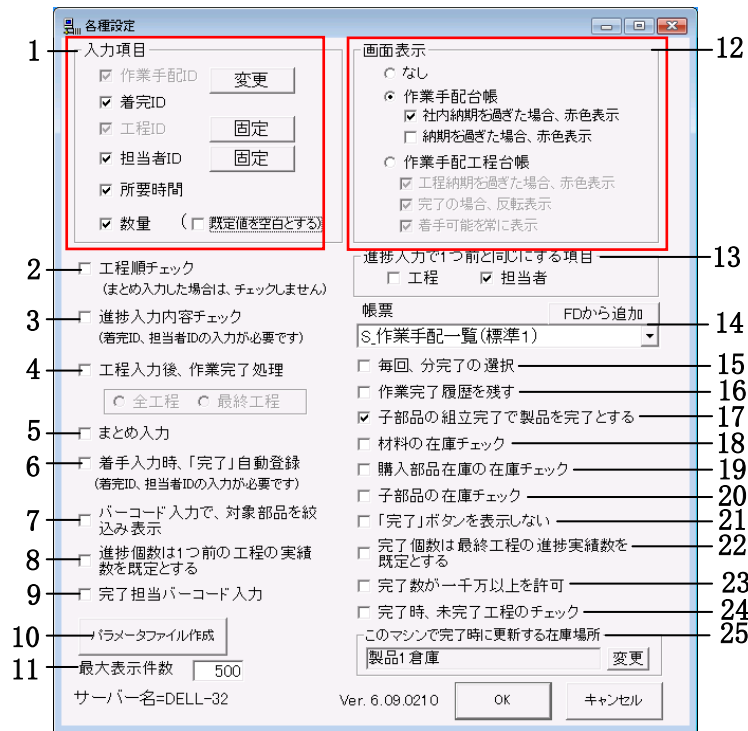 各種設定
1
入力項目
作業手配ID
変更
着完ID
工程ID
固定
担当者ID
固定
所要時間
数量 (既定値を空白とする)
2
工程順チェック
(まとめ入力した場合は、チェックしません)
3
進捗入力内容チェック
(着完ID、担当者IDの入力が必要です)
4
工程入力後、作業完了処理
全工程 最終工程
5
まとめ入力
6
着手入力時、「完了」自動登録
(着完ID、担当者IDの入力が必要です)
7
バーコード入力で、対象部品を絞
込み表示
8
進捗個数は1つ前の工程の実績
数を既定とする
9
完了担当バーコード入力
10
パラメータファイル作成
11
最大表示件数 500
サーバー名=DELL-32
12
画面表示
なし
作業手配台帳
社内納期を過ぎた場合、赤色表示
納期を過ぎた場合、赤色表示
作業手配工程台帳
工程納期を過ぎた場合、赤色表示
完了の場合、反転表示
着手可能を常に表示
13
進捗入力で1つ前と同じにする項目
工程 担当者
帳票
FDから追加
14
S_作業手配一覧(標準1)
15
毎回、分完了の選択
16
作業完了履歴を残す
17
子部品の組立完了で製品を完了とする
18
材料の在庫チェック
19
購入部品在庫の在庫チェック
20
子部品の在庫チェック
21
「完了」ボタンを表示しない
22
完了個数は最終工程の進捗実績数を
既定とする
23
完了数が一千万以上を許可
24
完了時、未完了工程のチェック
25
このマシンで完了時に更新する在庫場所
製品1倉庫
変更
Ver. 6.09.0210
OK
キャンセル